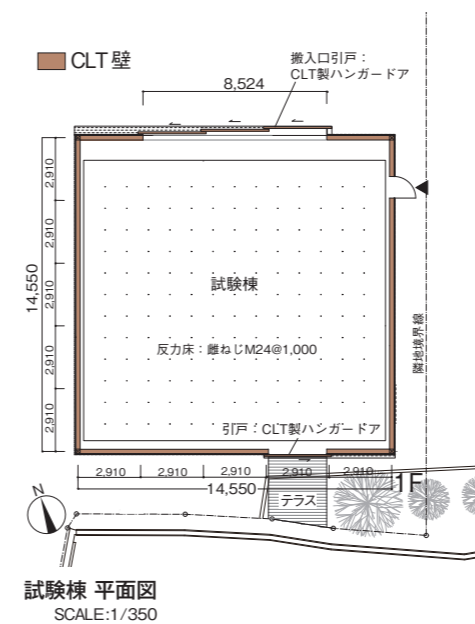 CLT壁
搬入口引戸：
CLT製ハンガードア
8,524
2,910
2,910
2,910
2,910
2,910
14,550
試験棟
反力床：雌ねじM24@1,000
隣地境界線
引戸：CLT製ハンガードア
2,910
2,910
2,910
2,910
2,910
14,550
1F
テラス
N
試験棟 平面図
SCALE:1/350